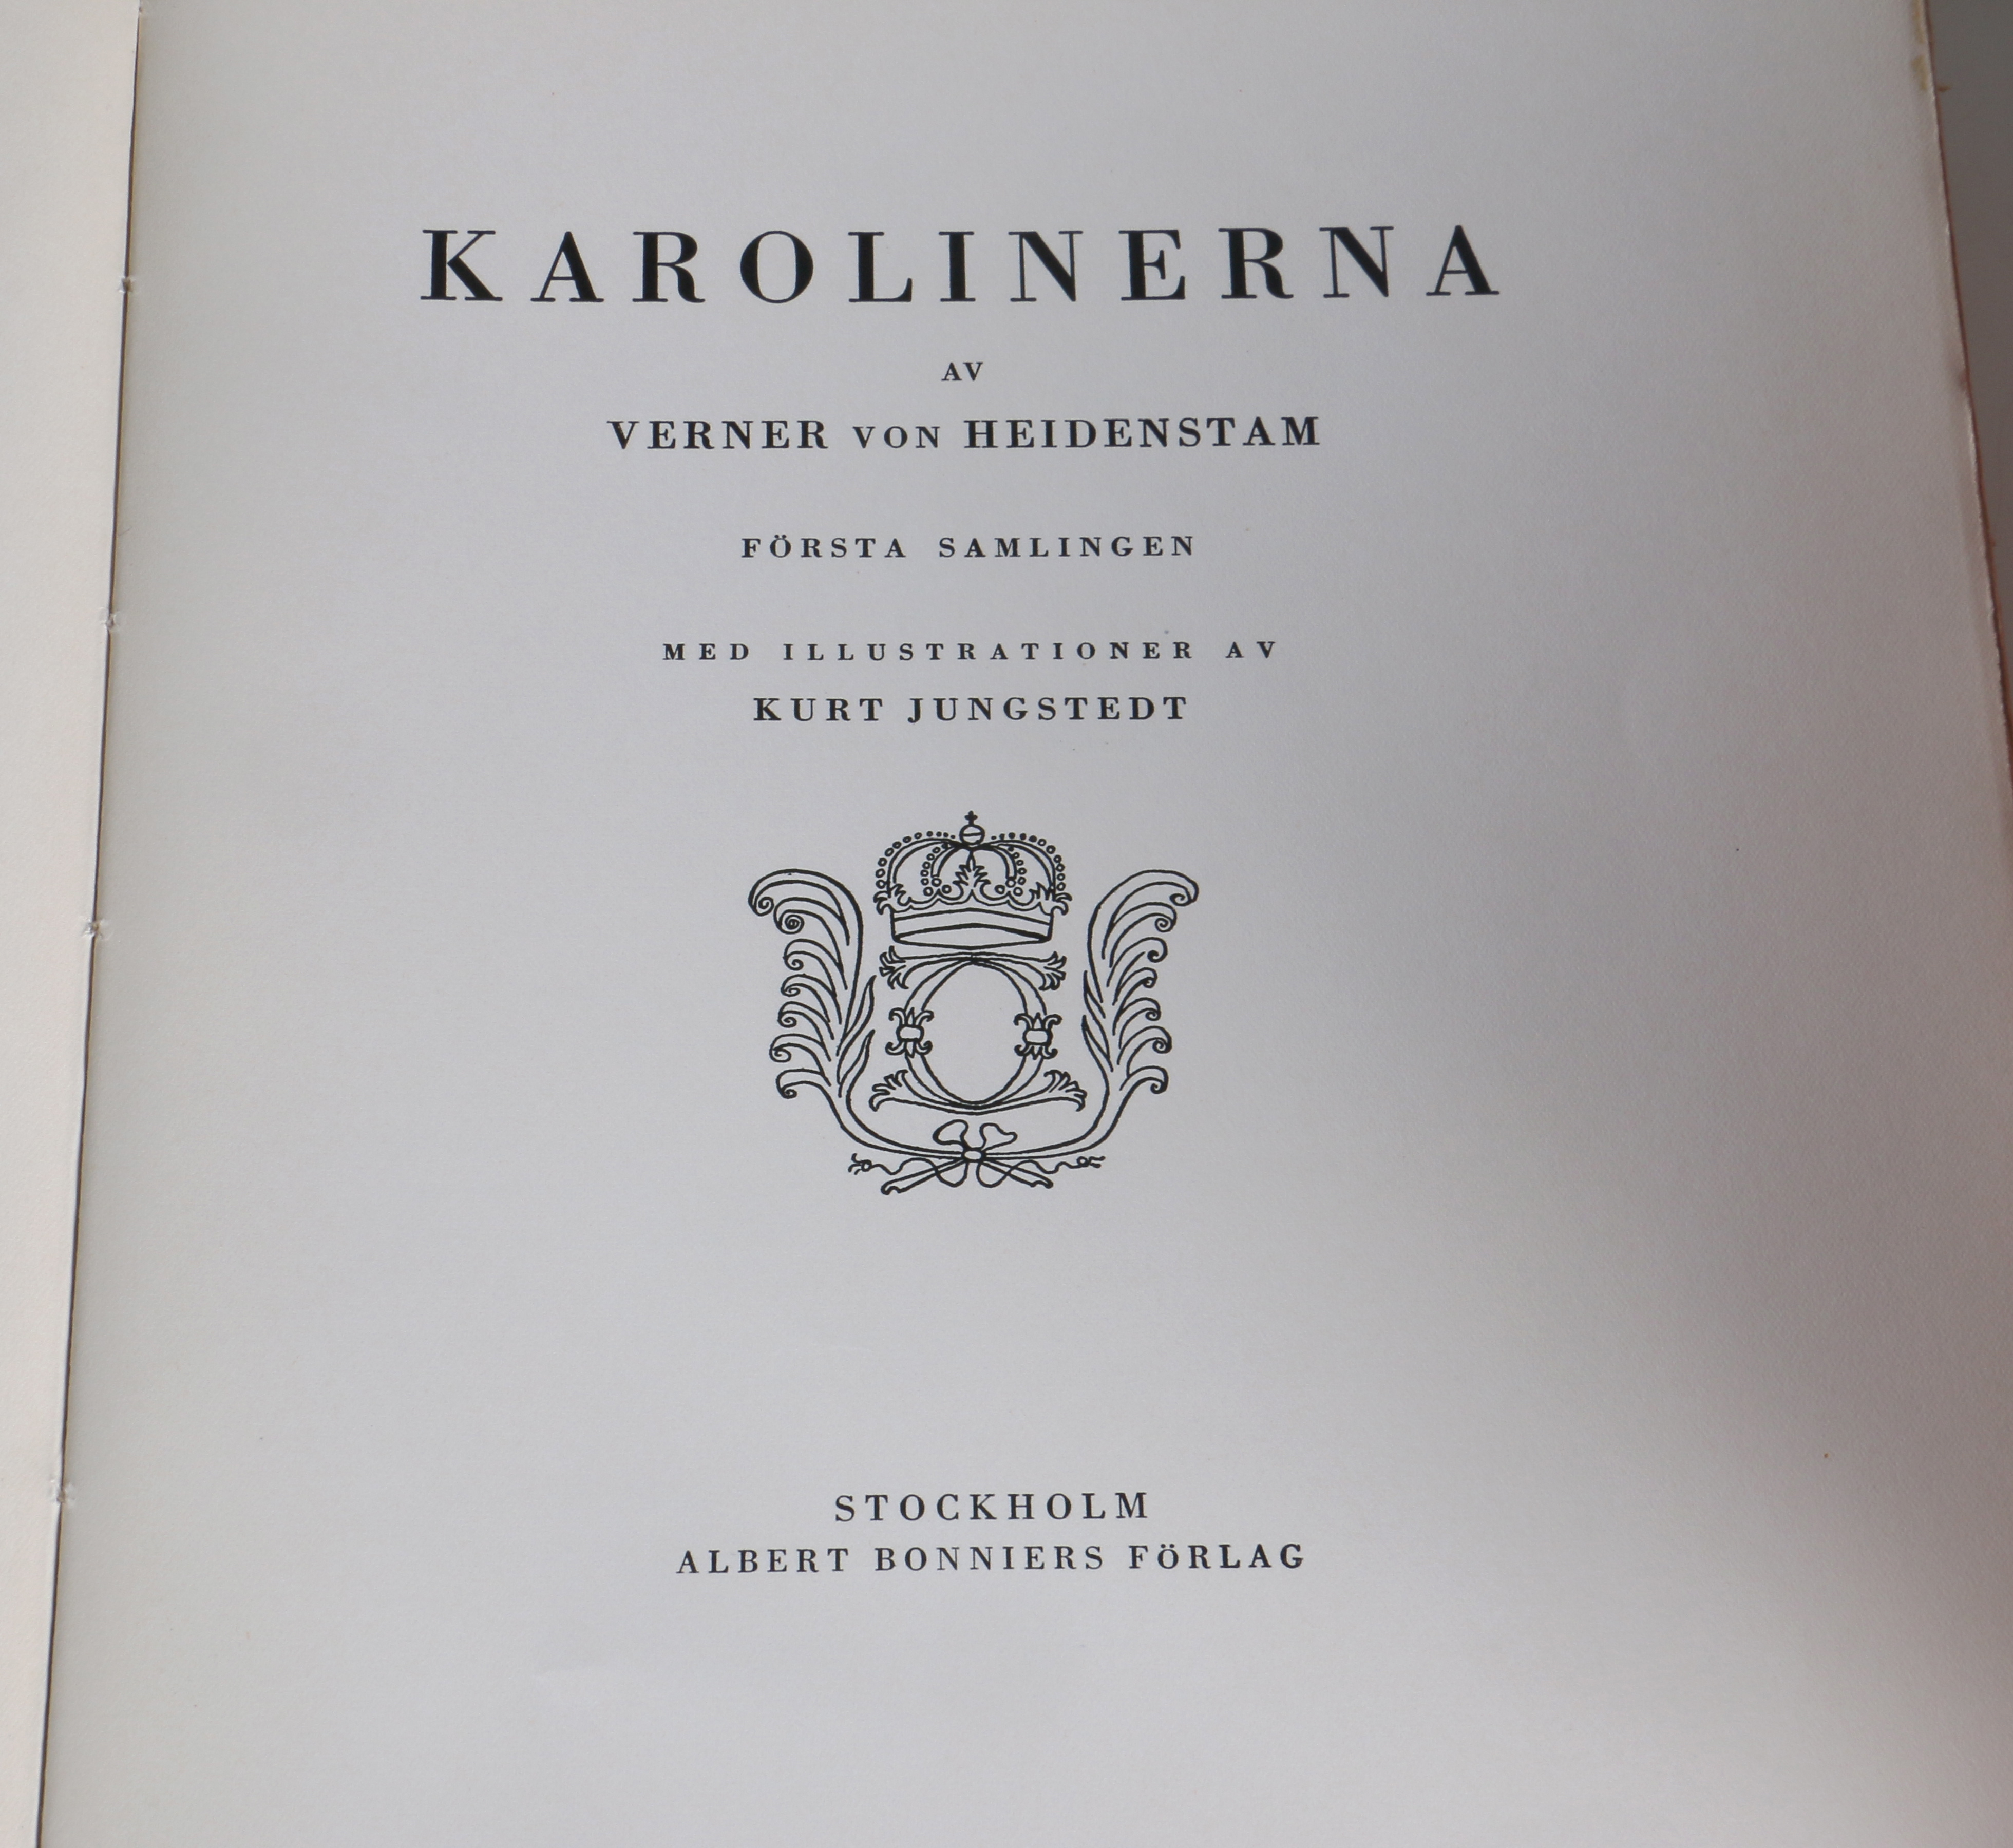 KAROLINERNA
AV
VERNER VON HEIDENSTAM
FÖRSTA SAMLINGEN
MED ILLUSTRATIONER AV
KURT JUNGSTEDT
STOCKHOLM
ALBERT BONNIERS FÖRLAG